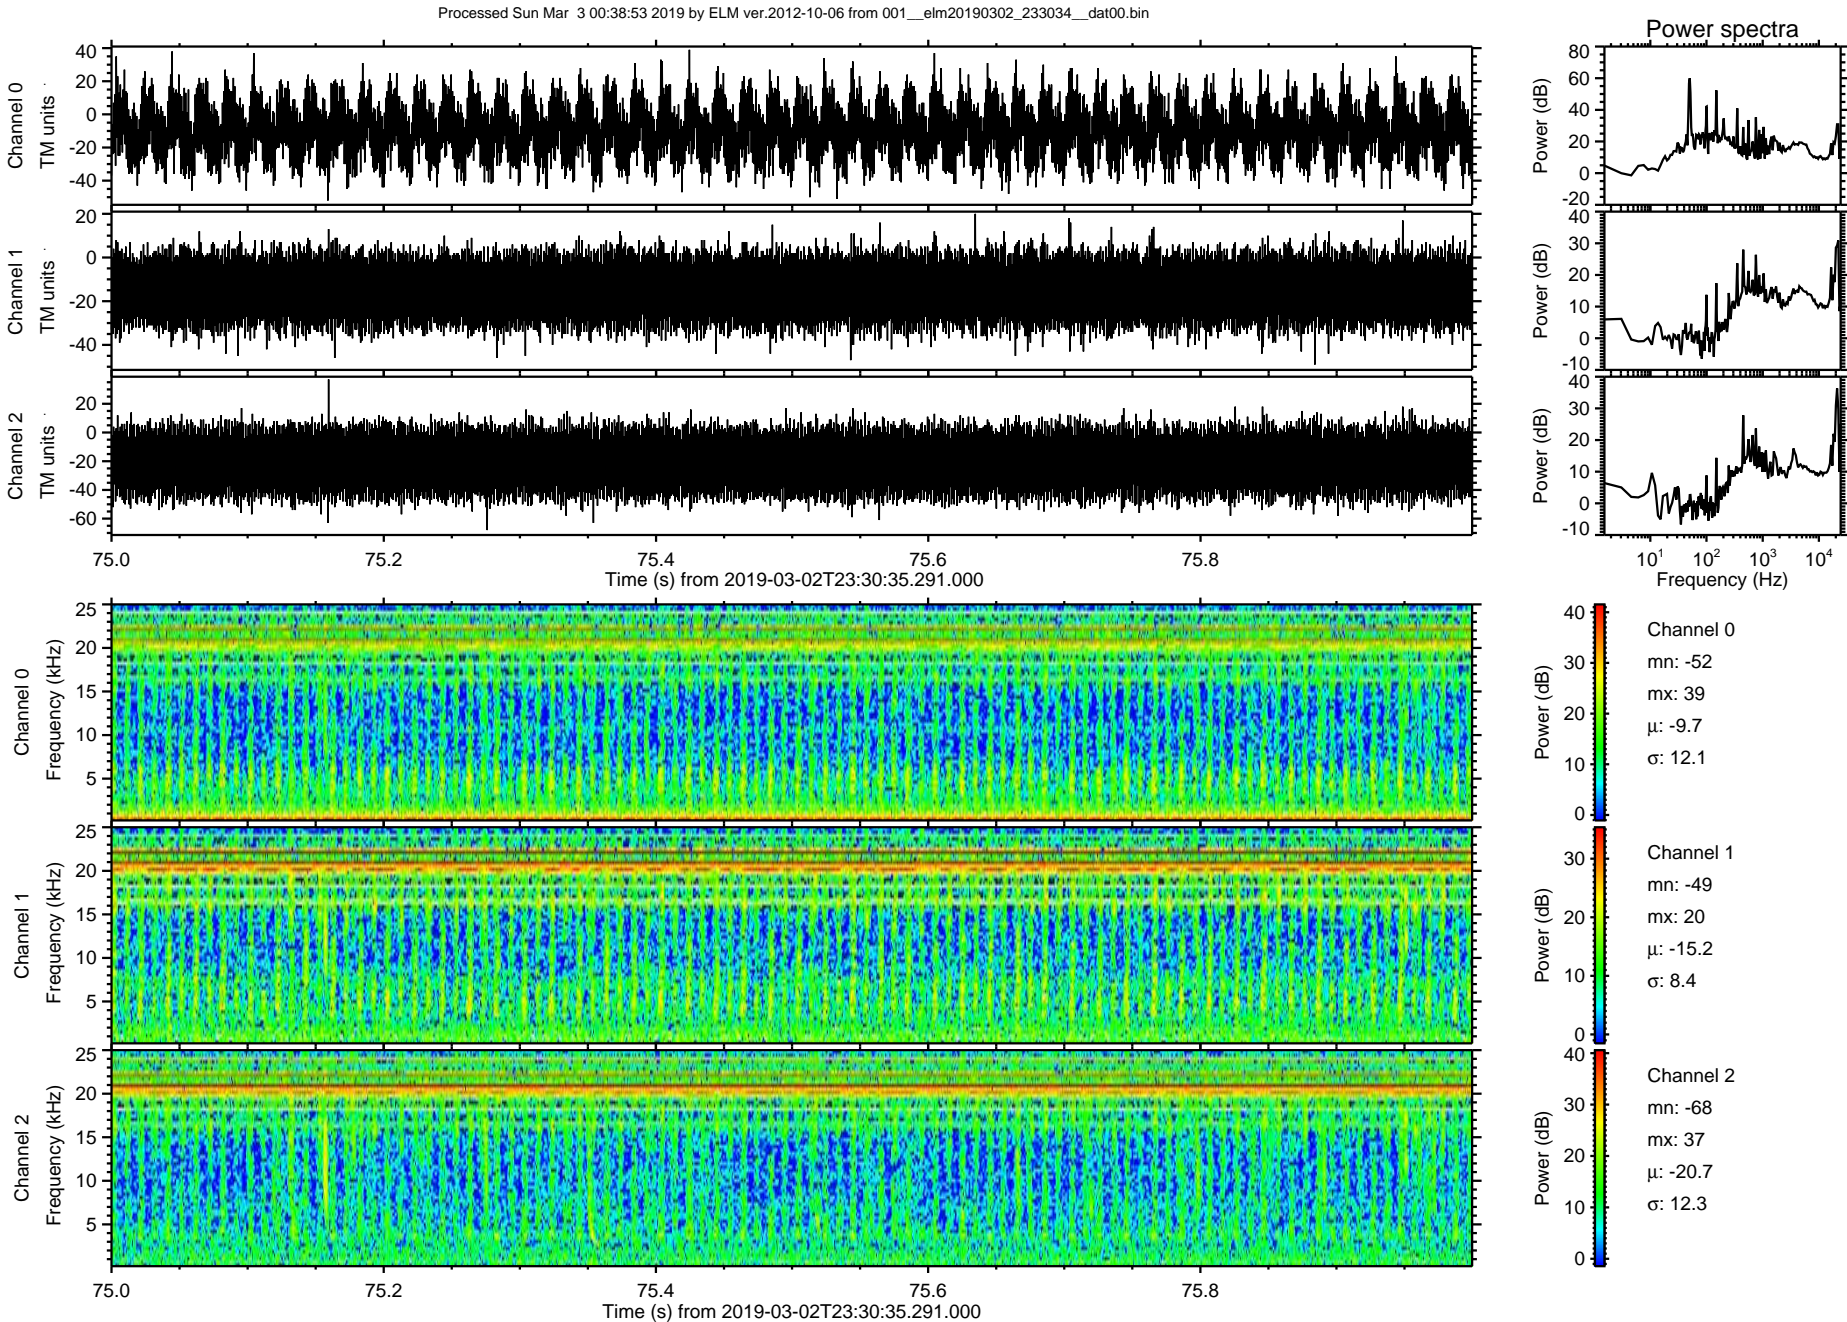 Processed Sun Mar  3 00:38:53 2019 by ELM ver.2012-10-06 from 001__elm20190302_233034__dat00.bin
Power spectra
Channel 0
TM units
40
20
0
-20
-40
Power (dB)
80
60
40
20
0
-20
Channel 1
TM units
20
0
-20
-40
Power (dB)
40
30
20
10
0
-10
Channel 2
TM units
20
0
-20
-40
-60
Power (dB)
40
30
20
10
0
-10
75.0 75.2 75.4 75.6 75.8
Time (s) from 2019-03-02T23:30:35.291.000
10¹ 10² 10³ 10⁴
Frequency (Hz)
Channel 0
Frequency (kHz)
25
20
15
10
5
Power (dB)
40
30
20
10
0
Channel 0
mn: -52
mx: 39
μ: -9.7
σ: 12.1
Channel 1
Frequency (kHz)
25
20
15
10
5
Power (dB)
30
20
10
0
Channel 1
mn: -49
mx: 20
μ: -15.2
σ: 8.4
Channel 2
Frequency (kHz)
25
20
15
10
5
Power (dB)
40
30
20
10
0
Channel 2
mn: -68
mx: 37
μ: -20.7
σ: 12.3
75.0 75.2 75.4 75.6 75.8
Time (s) from 2019-03-02T23:30:35.291.000